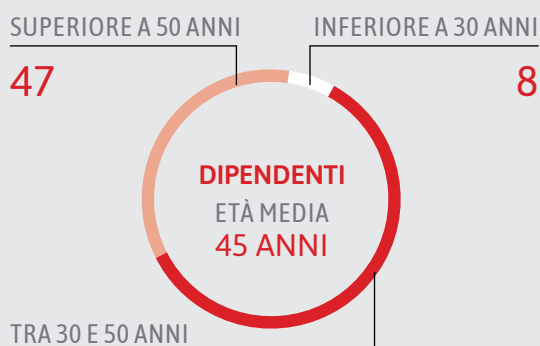 SUPERIORE A 50 ANNI
47
INFERIORE A 30 ANNI
8
DIPENDENTI
ETÀ MEDIA
45 ANNI
TRA 30 E 50 ANNI